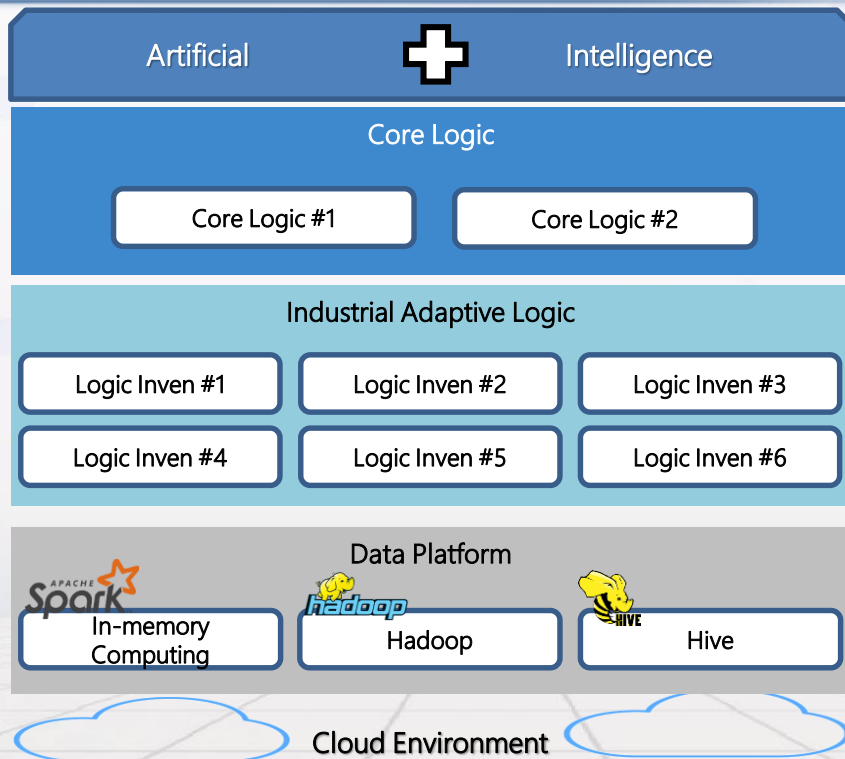 Artificial Intelligence
Core Logic
Core Logic #1 Core Logic #2
Industrial Adaptive Logic
Logic Inven #1 Logic Inven #2 Logic Inven #3
Logic Inven #4 Logic Inven #5 Logic Inven #6
Data Platform
APACHE
Spark
hadoop
HIVE
In-memory
Computing
Hadoop
Hive
Cloud Environment